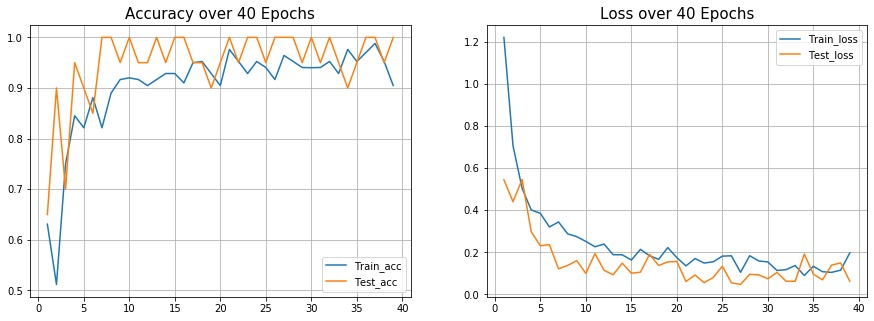 Accuracy over 40 Epochs
1.0
0.9
0.8
0.7
0.6
0.5
0 5 10 15 20 25 30 35 40
Train_acc
Test_acc
Loss over 40 Epochs
1.2
1.0
0.8
0.6
0.4
0.2
0.0
0 5 10 15 20 25 30 35 40
Train_loss
Test_loss